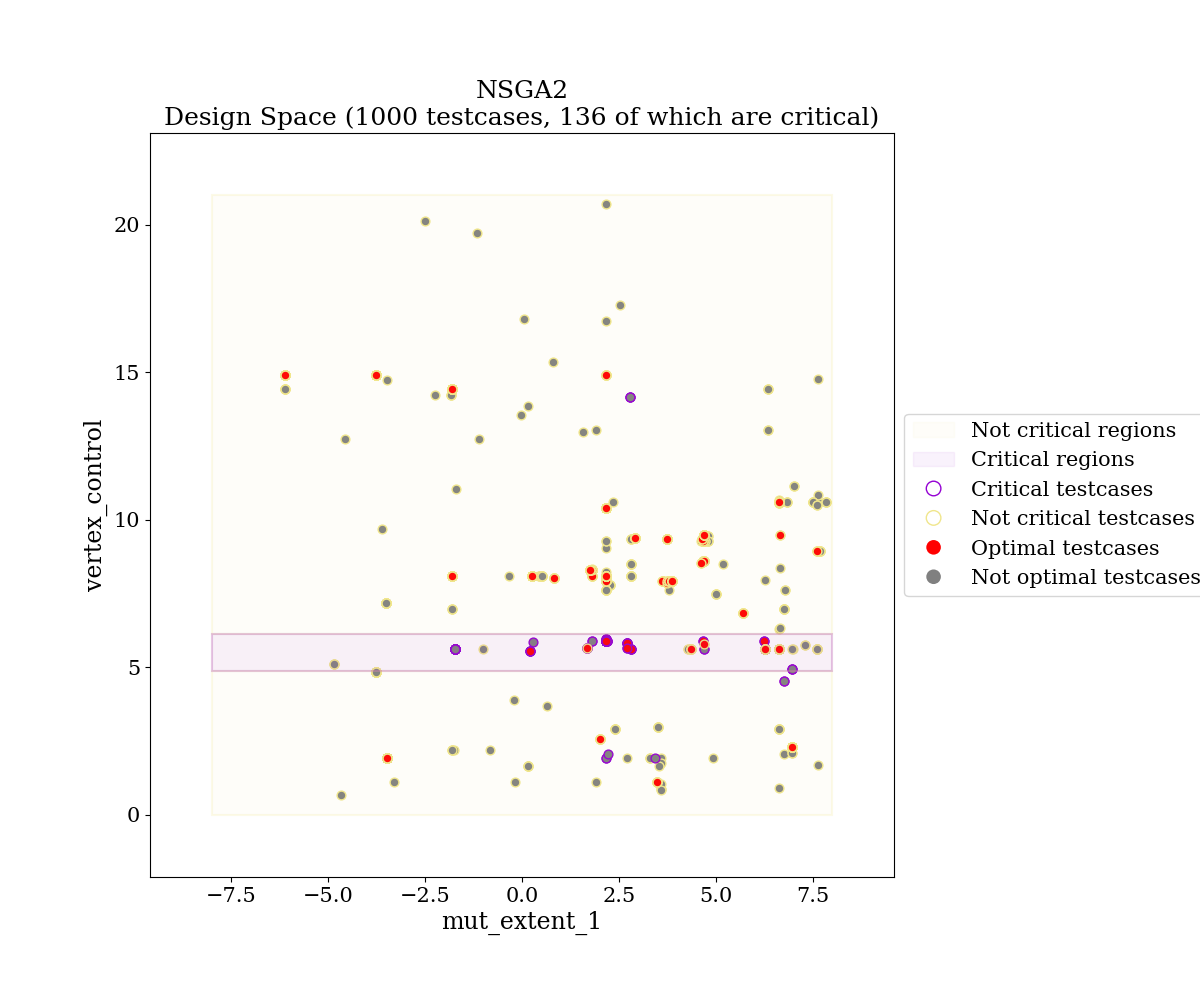 NSGA2
Design Space (1000 testcases, 136 of which are critical)
20
15
10
5
0
vertex_control
−7.5
−5.0
−2.5
0.0
2.5
5.0
7.5
mut_extent_1
Not critical regions
Critical regions
Critical testcases
Not critical testcases
Optimal testcases
Not optimal testcases